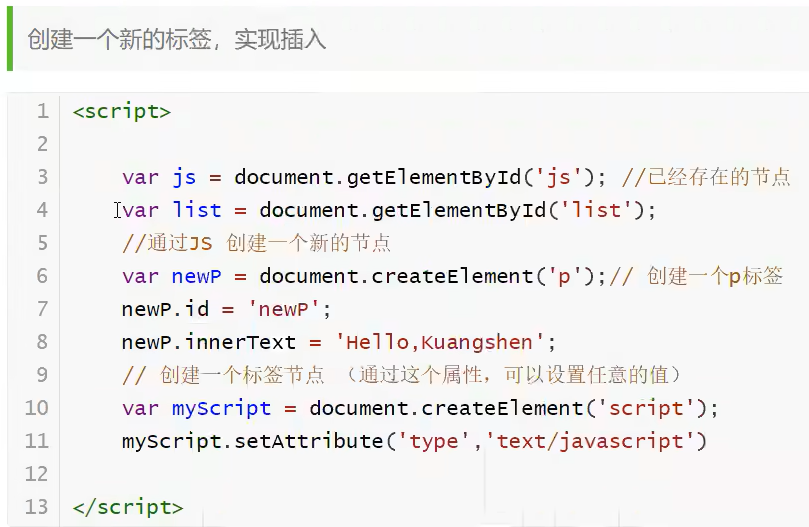 创建一个新的标签，实现插入
1 <script>
2
3 var js = document.getElementById('js'); //已经存在的节点
4 var list = document.getElementById('list');
5 //通过JS 创建一个新的节点
6 var newP = document.createElement('p');// 创建一个p标签
7 newP.id = 'newP';
8 newP.innerText = 'Hello,Kuangshen';
9 // 创建一个标签节点 （通过这个属性，可以设置任意的值）
10 var myScript = document.createElement('script');
11 myScript.setAttribute('type','text/javascript')
12
13 </script>